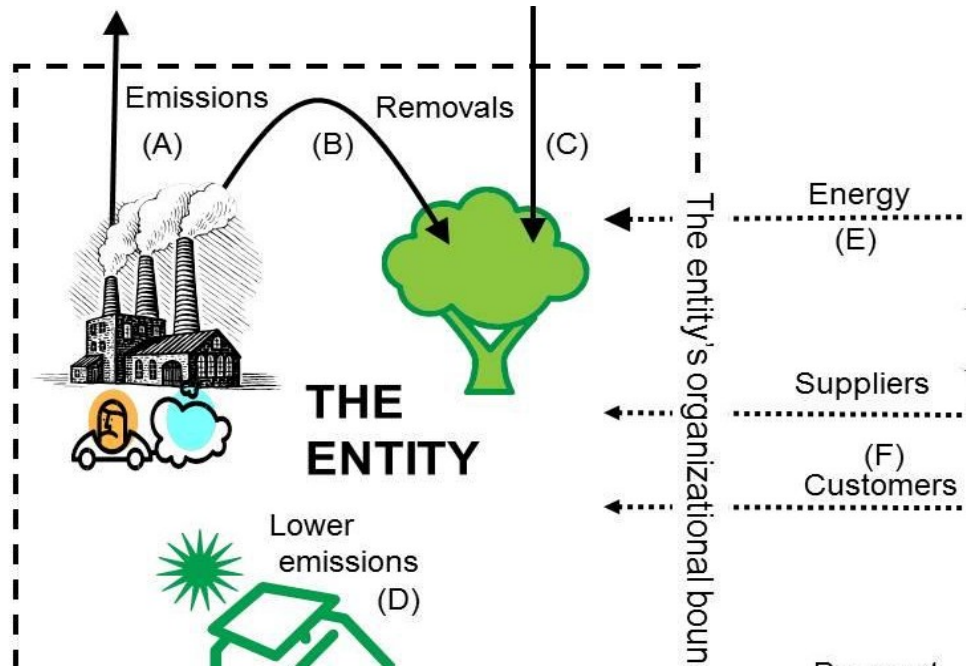 Emissions
(A)
(B)
Removals
(C)
Energy
(E)
The entity's organizational boun
Suppliers
(F)
Customers
THE
ENTITY
Lower
emissions
(D)